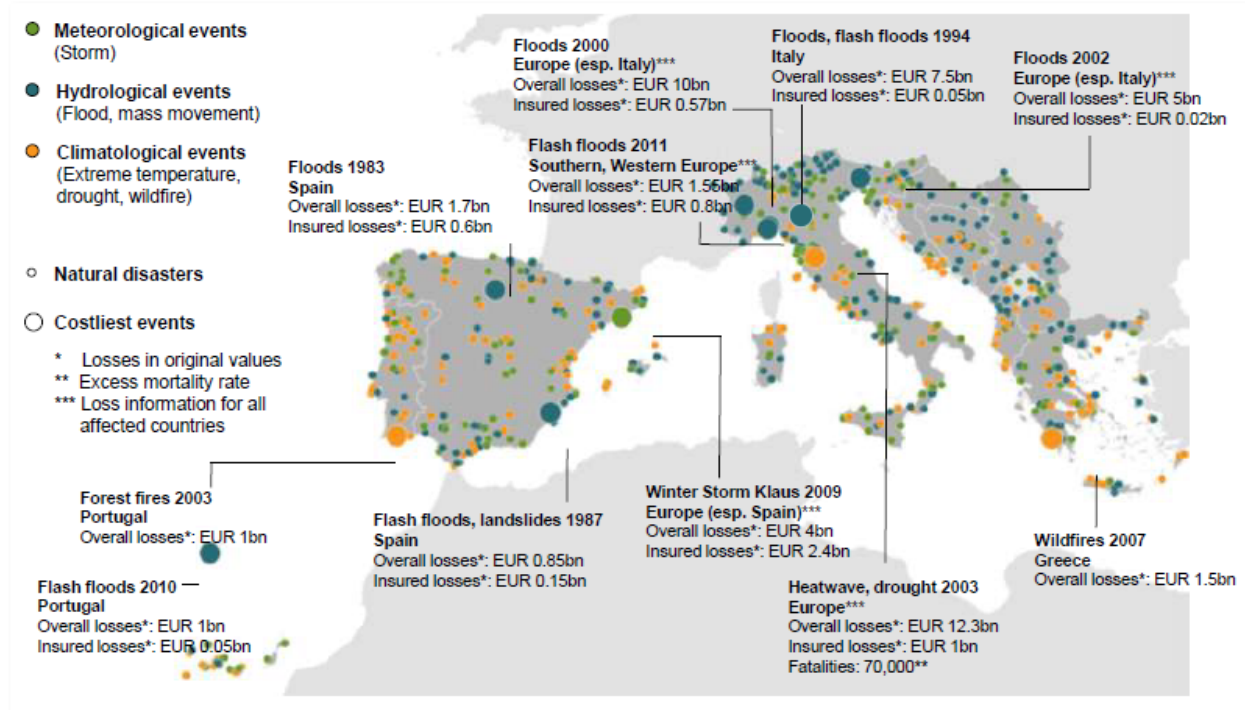 Meteorological events
(Storm)
Hydrological events
(Flood, mass movement)
Climatological events
(Extreme temperature,
drought, wildfire)
Natural disasters
Costliest events
* Losses in original values
** Excess mortality rate
*** Loss information for all
affected countries
Floods 1983
Spain
Overall losses*: EUR 1.7bn
Insured losses*: EUR 0.6bn
Floods 2000
Europe (esp. Italy)***
Overall losses*: EUR 10bn
Insured losses*: EUR 0.57bn
Flash floods 2011
Southern, Western Europe***
Overall losses*: EUR 1.55bn
Insured losses*: EUR 0.8bn
Floods, flash floods 1994
Italy
Overall losses*: EUR 7.5bn
Insured losses*: EUR 0.05bn
Floods 2002
Europe (esp. Italy)***
Overall losses*: EUR 5bn
Insured losses*: EUR 0.02bn
Forest fires 2003
Portugal
Overall losses*: EUR 1bn
Flash floods 2010
Portugal
Overall losses*: EUR 1bn
Insured losses*: EUR 0.05bn
Flash floods, landslides 1987
Spain
Overall losses*: EUR 0.85bn
Insured losses*: EUR 0.15bn
Winter Storm Klaus 2009
Europe (esp. Spain)***
Overall losses*: EUR 4bn
Insured losses*: EUR 2.4bn
Heatwave, drought 2003
Europe***
Overall losses*: EUR 12.3bn
Insured losses*: EUR 1bn
Fatalities: 70,000**
Wildfires 2007
Greece
Overall losses*: EUR 1.5bn